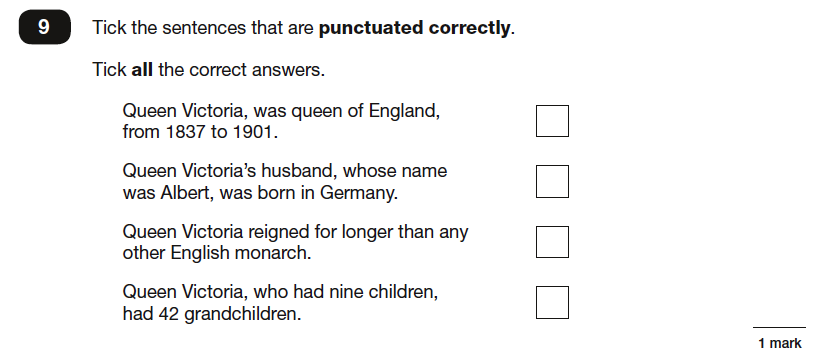 9 Tick the sentences that are punctuated correctly.
Tick all the correct answers.
Queen Victoria, was queen of England,
from 1837 to 1901.
Queen Victoria’s husband, whose name
was Albert, was born in Germany.
Queen Victoria reigned for longer than any
other English monarch.
Queen Victoria, who had nine children,
had 42 grandchildren.
1 mark